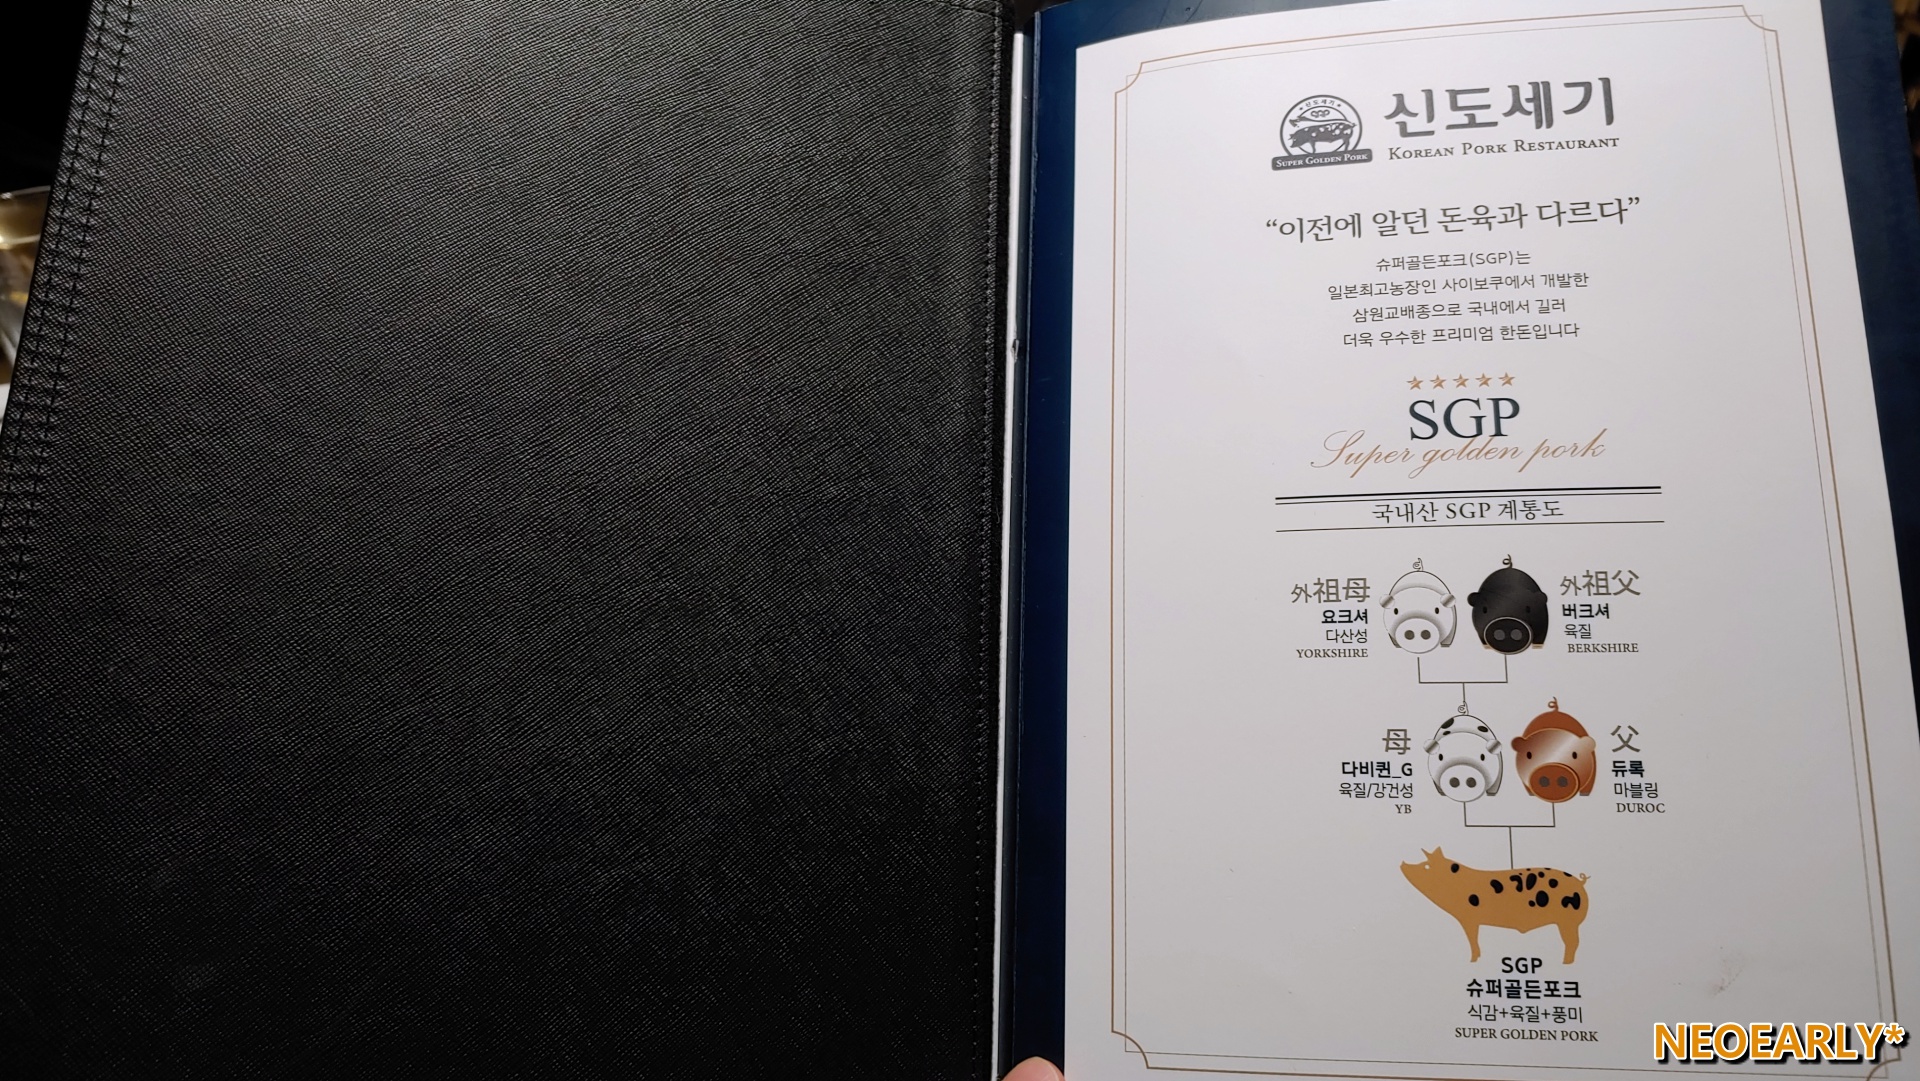 신도세기
SUPER GOLDEN PORK
신도세기
KOREAN PORK RESTAURANT
“이전에 알던 돈육과 다르다”
슈퍼골든포크(SGP)는
일본최고농장인 사이보쿠에서 개발한
삼원교배종으로 국내에서 길러
더욱 우수한 프리미엄 한돈입니다
SGP
Super golden pork
국내산 SGP 계통도
外祖母
요크셔
다산성
YORKSHIRE
外祖父
버크셔
육질
BERKSHIRE
母
다비퀸_G
육질/강건성
YB
父
듀록
마블링
DUROC
SGP
슈퍼골든포크
식감+육질+풍미
SUPER GOLDEN PORK
NEOEARLY*